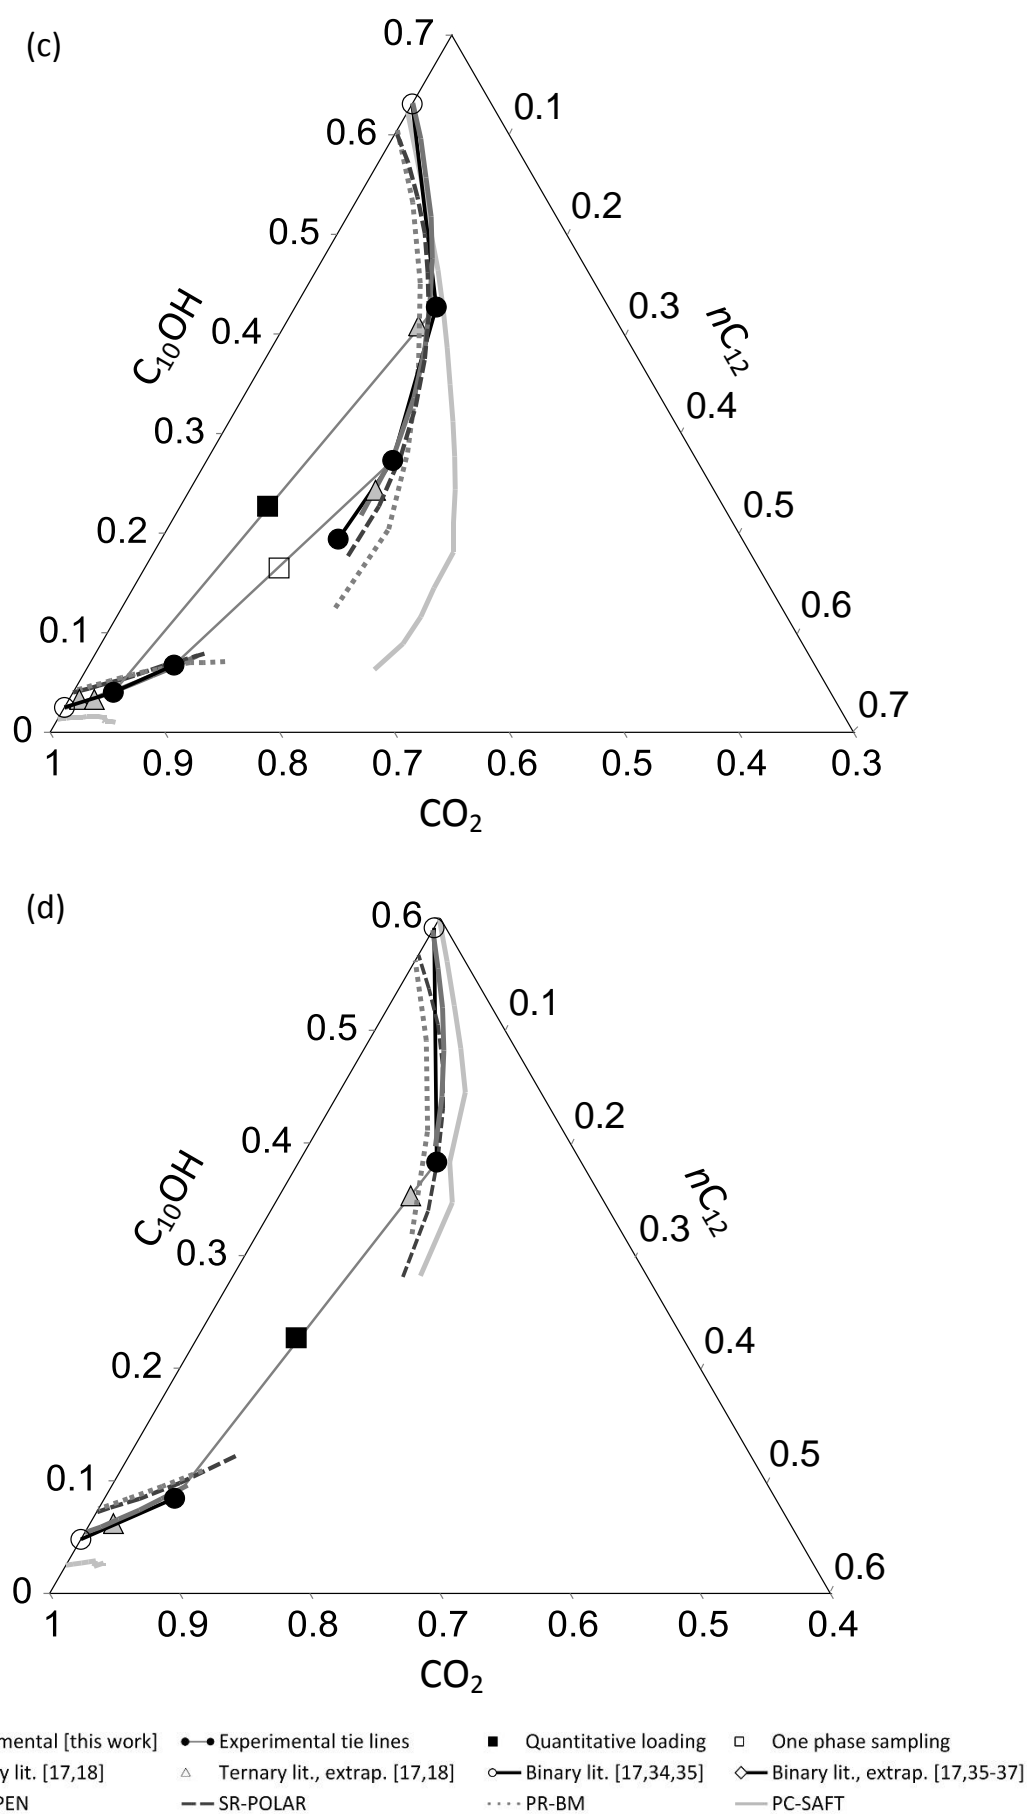 (c)
0.7
0.1
0.6
0.2
0.5
0.3
C10OH
nC12
0.4
0.4
0.3
0.5
0.2
0.6
0.1
0.7
0
1 0.9 0.8 0.7 0.6 0.5 0.4 0.3
CO2
(d)
0.6
0.1
0.5
0.2
0.4
C10OH
nC12
0.3
0.3
0.2
0.4
0.1
0.5
0
0.6
1 0.9 0.8 0.7 0.6 0.5 0.4
CO2
mental [this work] Experimental tie lines Quantitative loading One phase sampling
y lit. [17,18] Ternary lit., extrap. [17,18] Binary lit. [17,34,35] Binary lit., extrap. [17,35-37]
PEN SR-POLAR PR-BM PC-SAFT